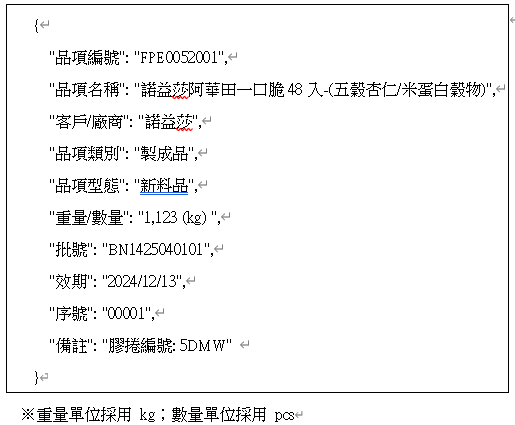 {
"品項編號": "FPE0052001",
"品項名稱": "諾益莎阿華田一口脆 48 入-(五穀杏仁/米蛋白穀物)",
"客戶/廠商": "諾益莎",
"品項類別": "製成品",
"品項型態": "新料品",
"重量/數量": "1,123 (kg) ",
"批號": "BN1425040101",
"效期": "2024/12/13",
"序號": "00001",
"備註": "膠捲編號: 5DMW"
}
※重量單位採用 kg；數量單位採用 pcs